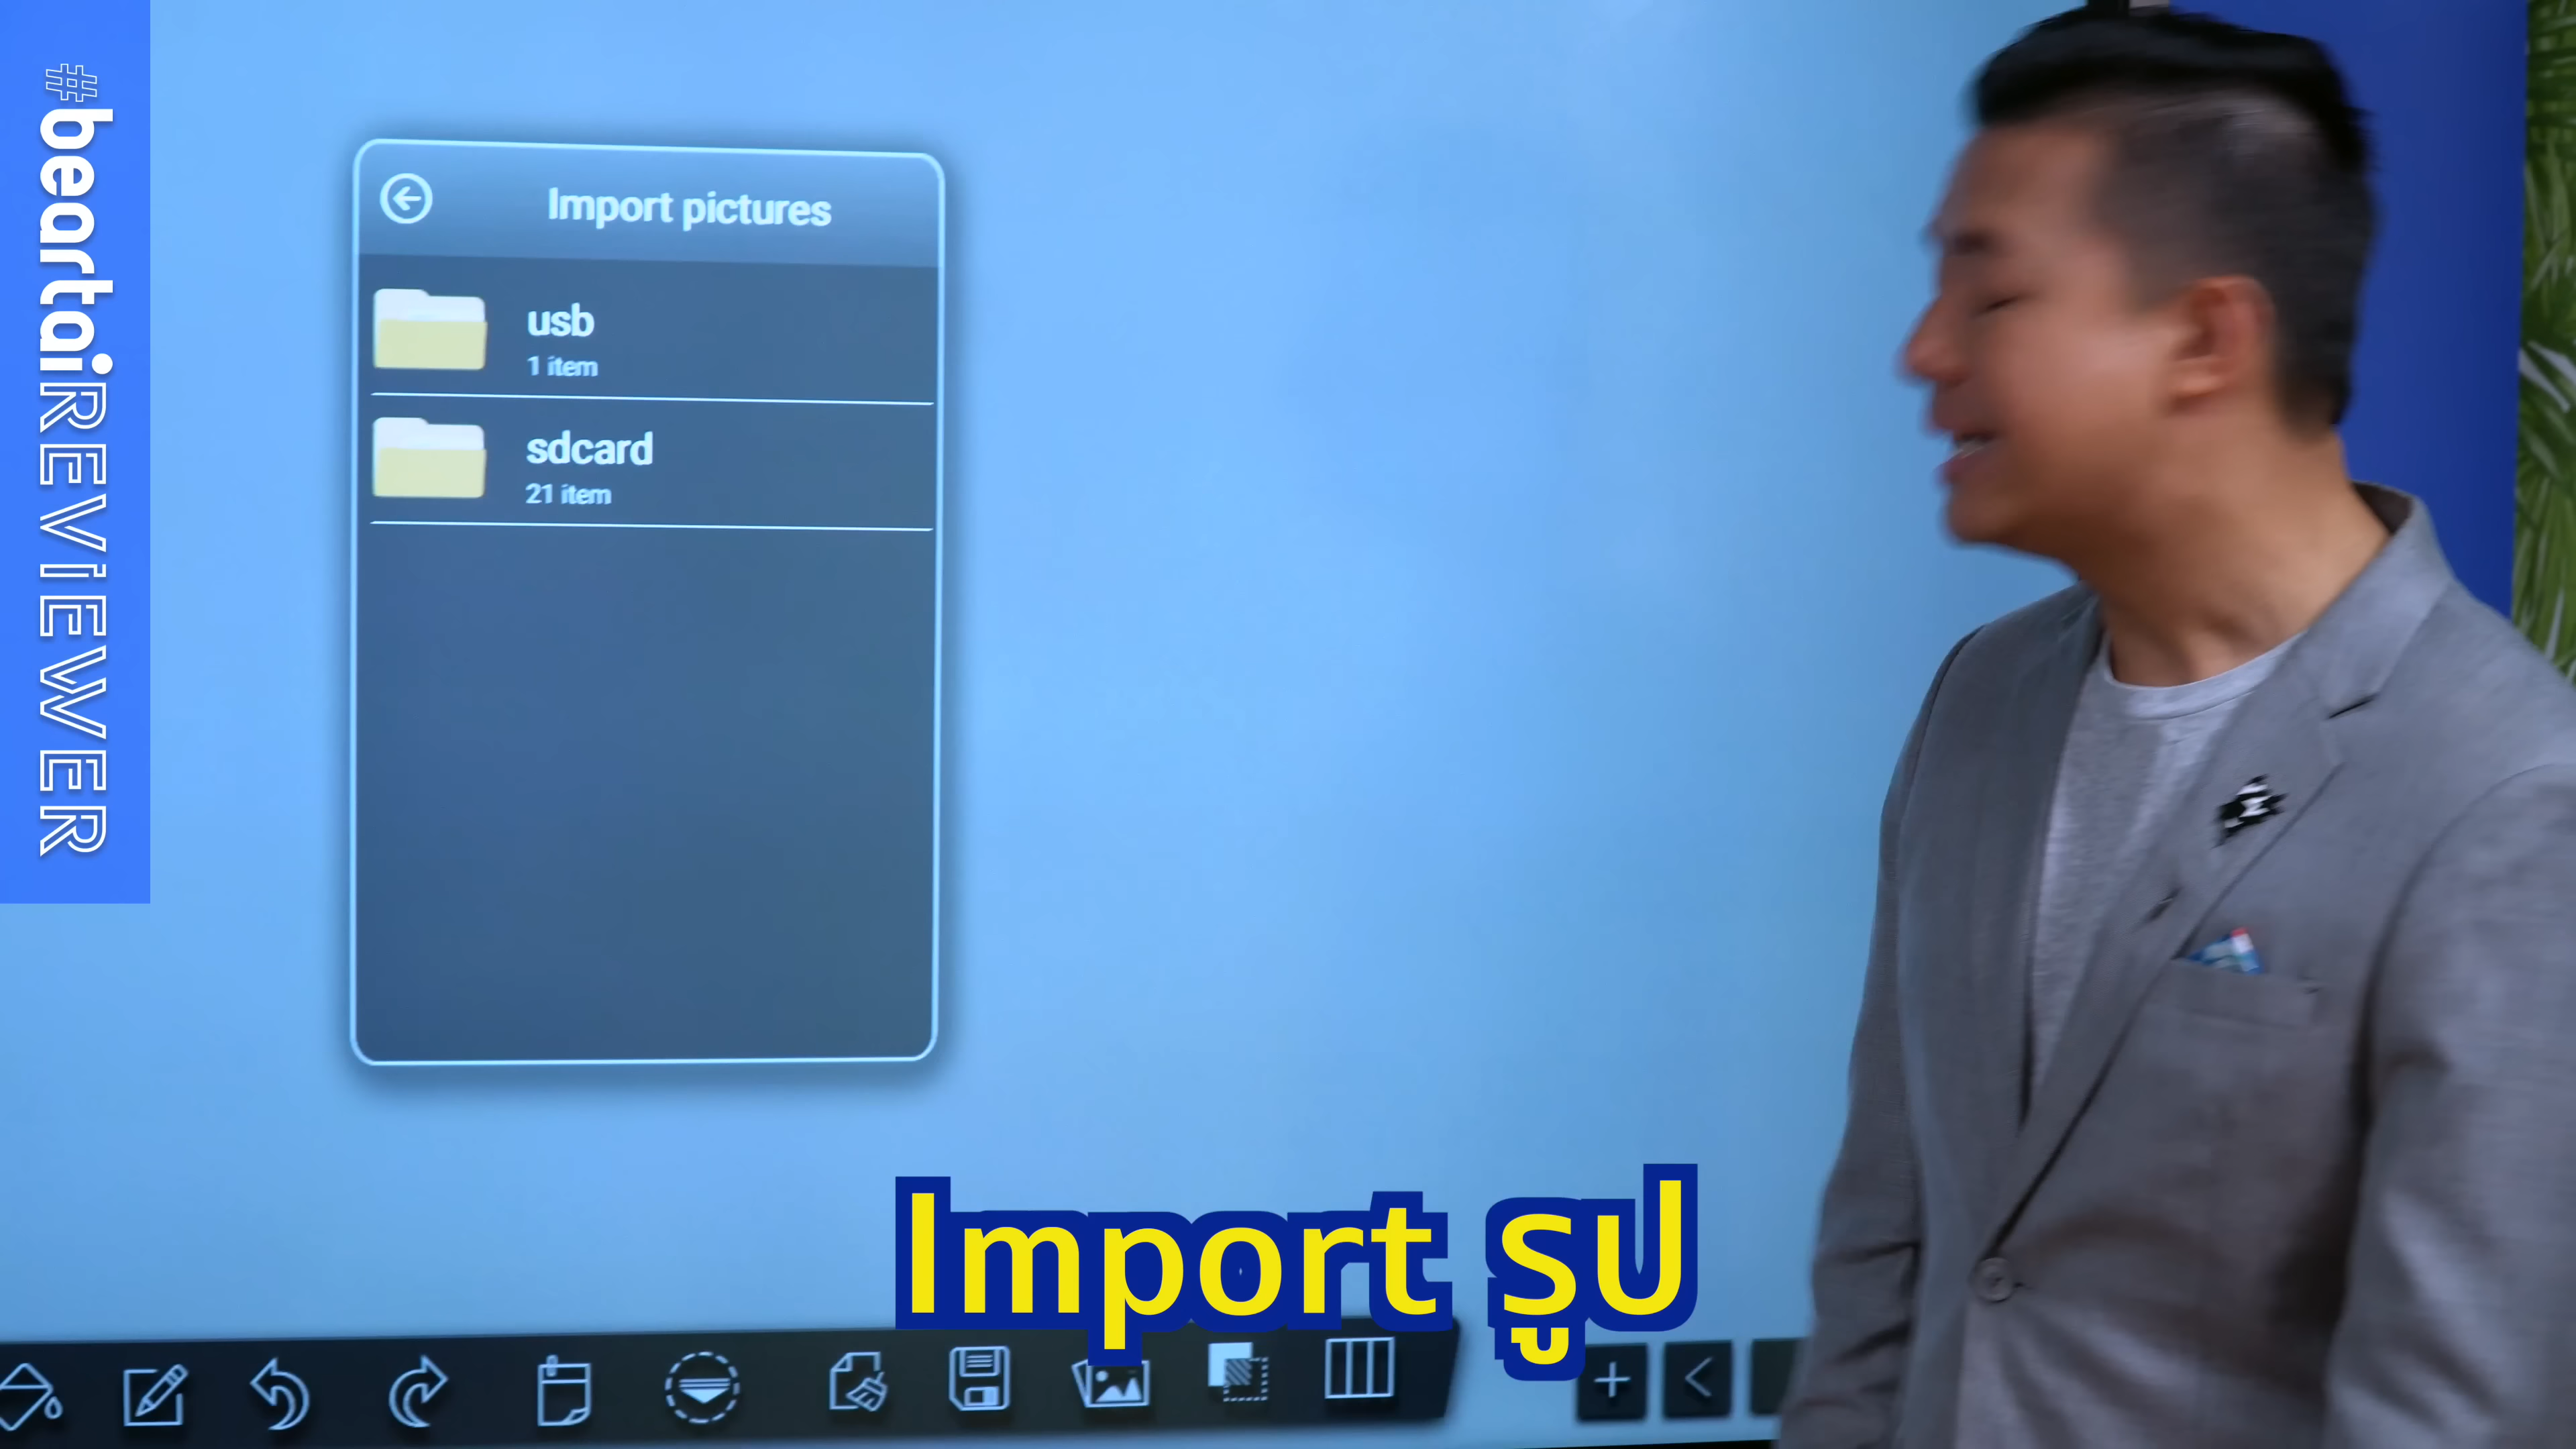 #beartaiREVIEWER
Import pictures
usb
1 item
sdcard
21 item
Import รูป